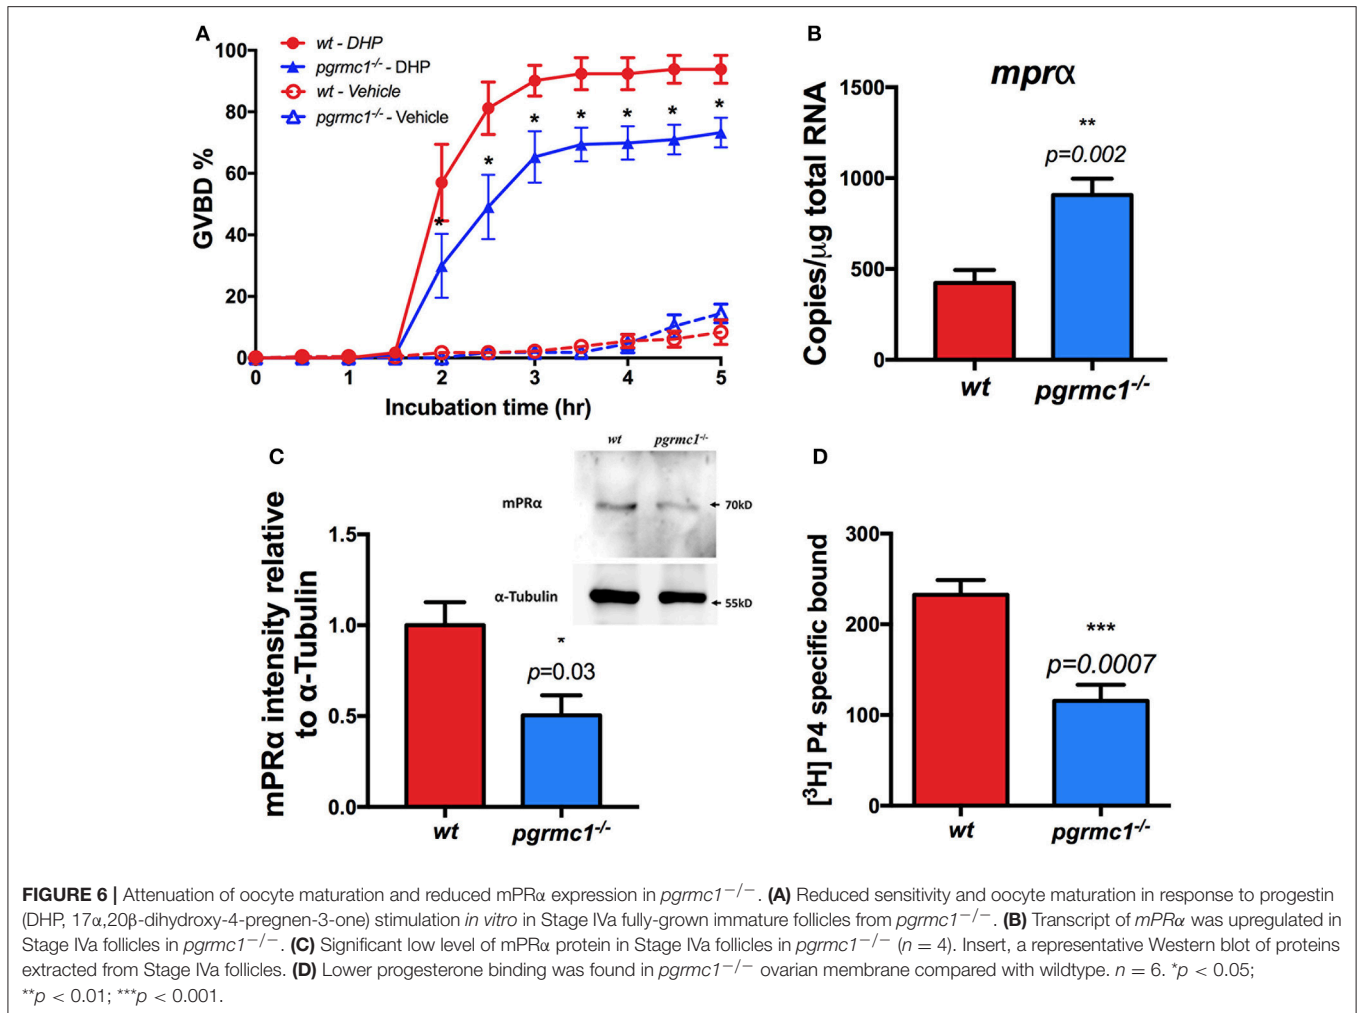 A
wt - DHP
pgrmc1-/- - DHP
wt - Vehicle
pgrmc1-/- - Vehicle
GVBD %
100
80
60
40
20
0
* * * * * * *
0 1 2 3 4 5
Incubation time (hr)
B
mprα
Copies/μg total RNA
1500
1000
500
0
**
p=0.002
wt pgrmc1-/-
C
mPRα intensity relative
to α-Tubulin
1.5
1.0
0.5
0.0
*
p=0.03
wt pgrmc1-/-
wt pgrmc1-/-
mPRα
70kD
α-Tubulin
55kD
D
[³H] P4 specific bound
300
200
100
0
***
p=0.0007
wt pgrmc1-/-
FIGURE 6 | Attenuation of oocyte maturation and reduced mPRα expression in pgrmc1−/−. (A) Reduced sensitivity and oocyte maturation in response to progestin
(DHP, 17α,20β-dihydroxy-4-pregnen-3-one) stimulation in vitro in Stage IVa fully-grown immature follicles from pgrmc1−/−. (B) Transcript of mPRα was upregulated in
Stage IVa follicles in pgrmc1−/−. (C) Significant low level of mPRα protein in Stage IVa follicles in pgrmc1−/− (n = 4). Insert, a representative Western blot of proteins
extracted from Stage IVa follicles. (D) Lower progesterone binding was found in pgrmc1−/− ovarian membrane compared with wildtype. n = 6. *p < 0.05;
**p < 0.01; ***p < 0.001.